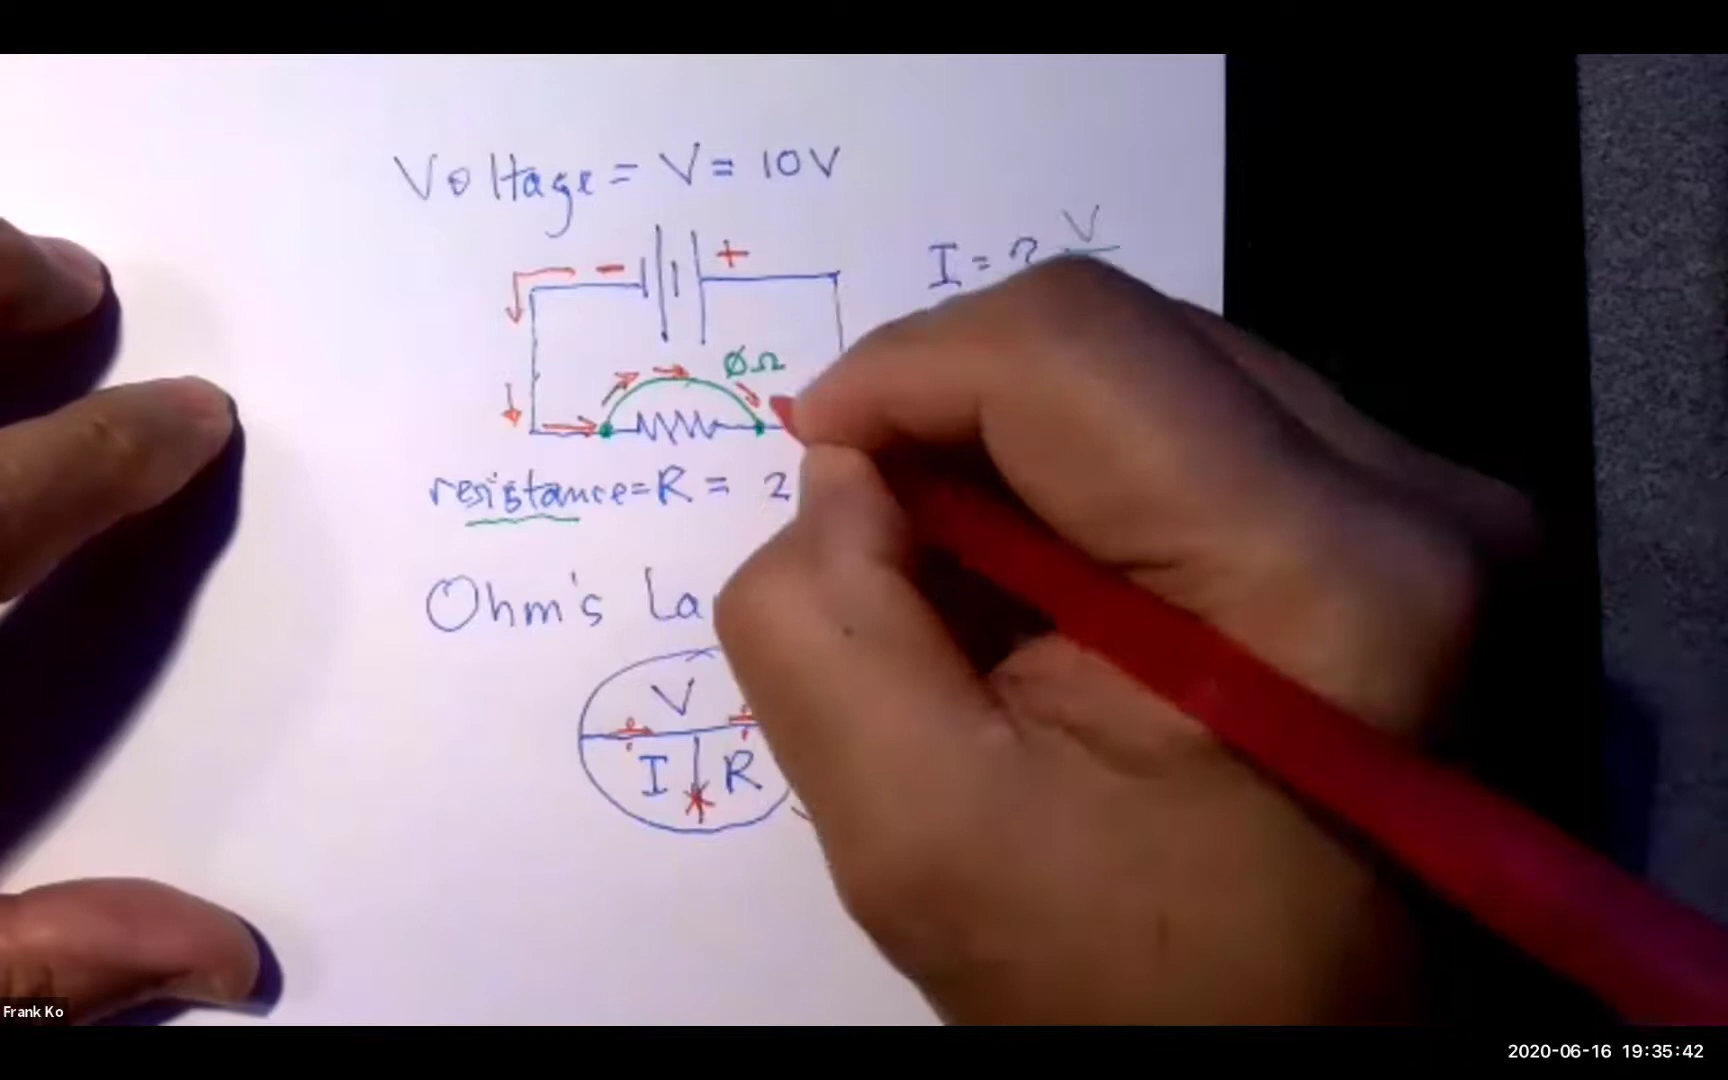 Voltage = V = 10V
I = ? V
- +
ØΩ
resistance = R = 2
Ohm's La
V
÷ ÷
I R
×
Frank Ko
2020-06-16 19:35:42